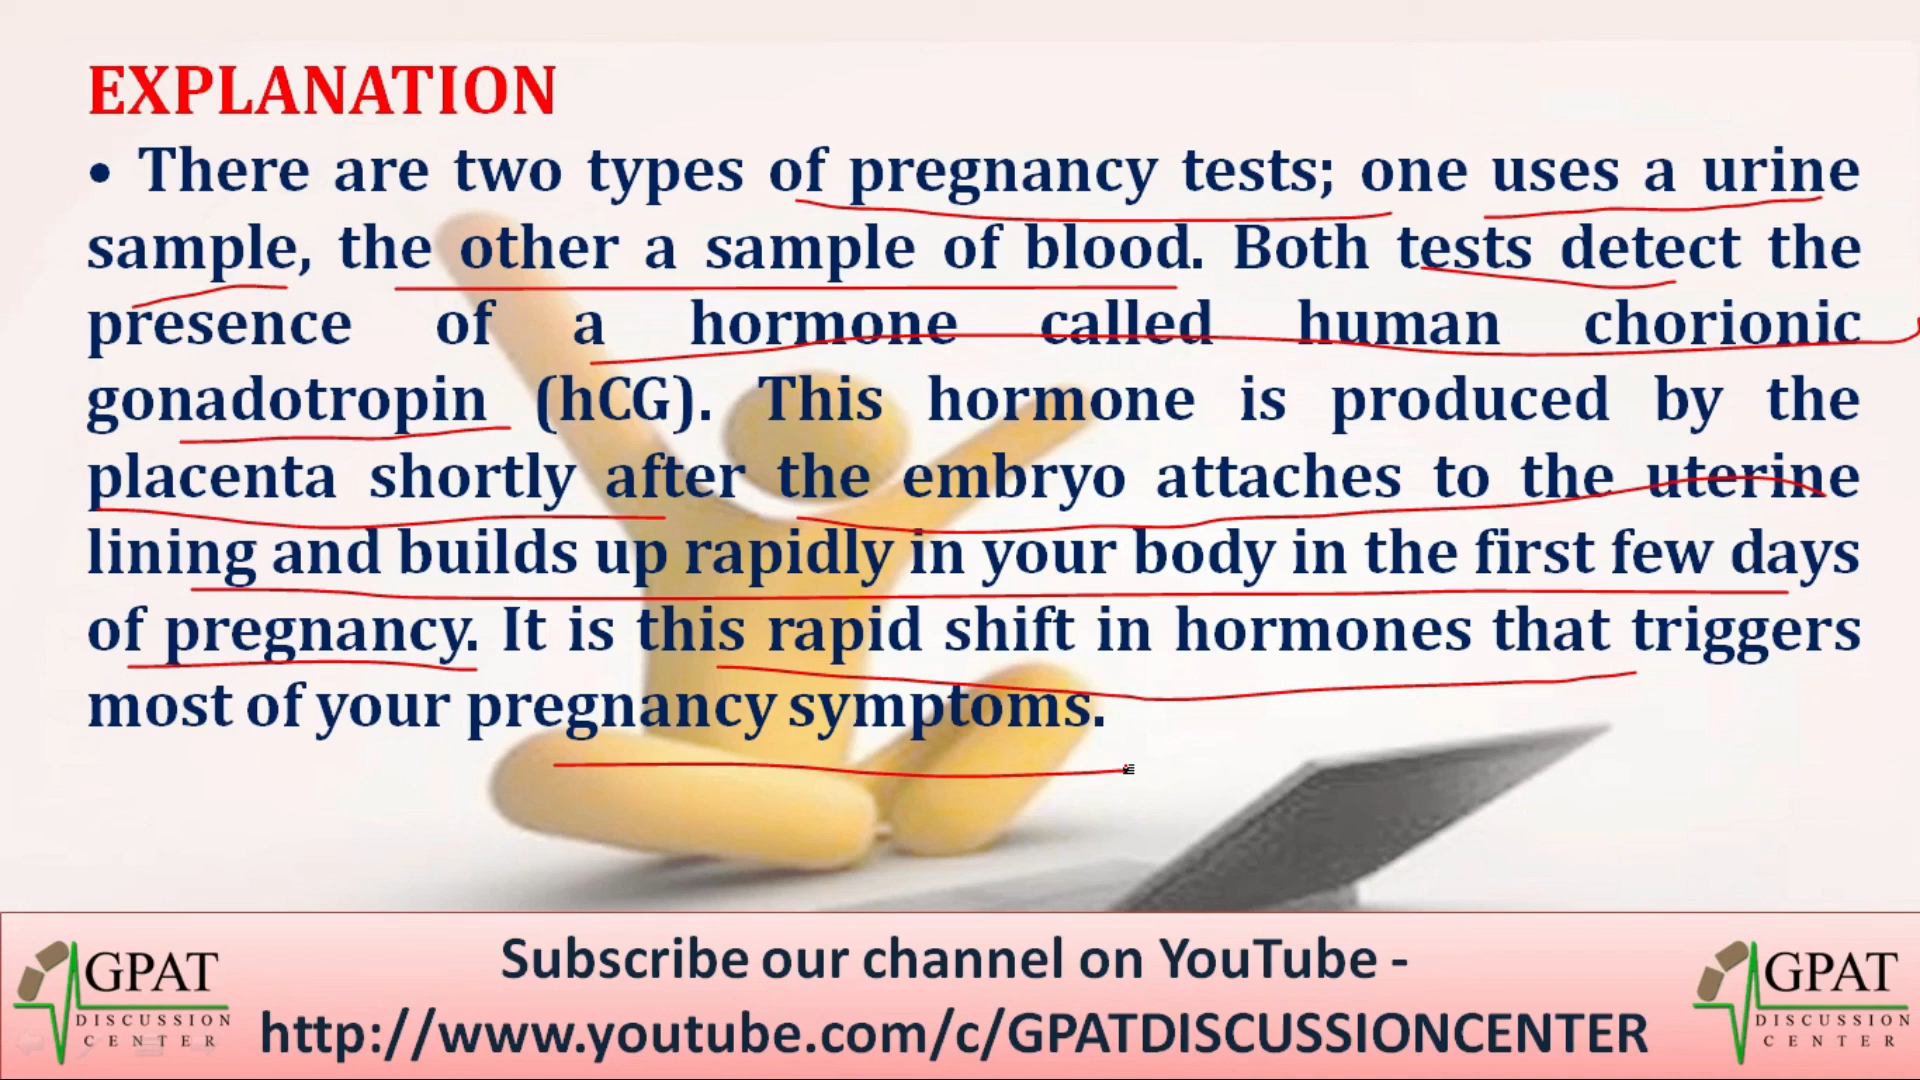 EXPLANATION
• There are two types of pregnancy tests; one uses a urine
sample, the other a sample of blood. Both tests detect the
presence of a hormone called human chorionic
gonadotropin (hCG). This hormone is produced by the
placenta shortly after the embryo attaches to the uterine
lining and builds up rapidly in your body in the first few days
of pregnancy. It is this rapid shift in hormones that triggers
most of your pregnancy symptoms.
GPAT
DISCUSSION
CENTER
Subscribe our channel on YouTube -
http://www.youtube.com/c/GPATDISCUSSIONCENTER
GPAT
DISCUSSION
CENTER